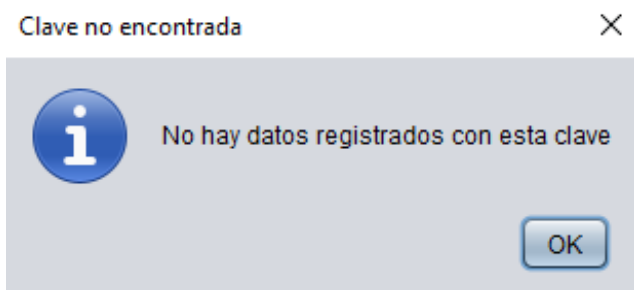 Clave no encontrada
No hay datos registrados con esta clave
OK